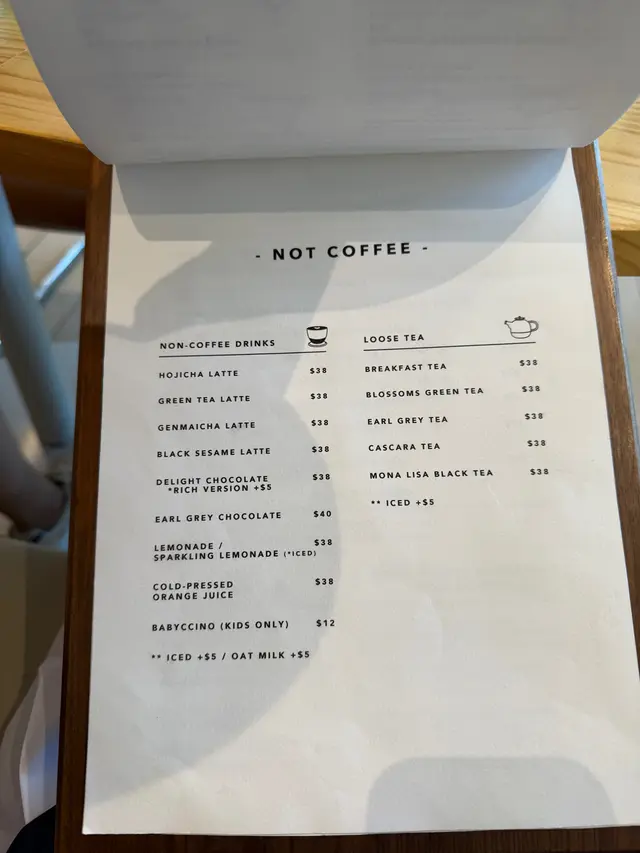 - NOT COFFEE -
NON-COFFEE DRINKS
HOJICHA LATTE $38
GREEN TEA LATTE $38
GENMAICHA LATTE $38
BLACK SESAME LATTE $38
DELIGHT CHOCOLATE $38
*RICH VERSION +$5
EARL GREY CHOCOLATE $40
LEMONADE / $38
SPARKLING LEMONADE (*ICED)
COLD-PRESSED $38
ORANGE JUICE
BABYCCINO (KIDS ONLY) $12
** ICED +$5 / OAT MILK +$5
LOOSE TEA
BREAKFAST TEA $38
BLOSSOMS GREEN TEA $38
EARL GREY TEA $38
CASCARA TEA $38
MONA LISA BLACK TEA $38
** ICED +$5